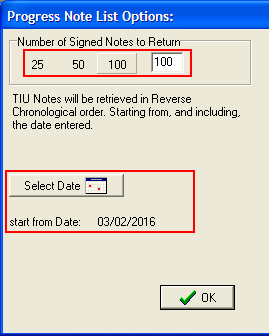 Progress Note List Options:
Number of Signed Notes to Return
25 50 100 100
TIU Notes will be retrieved in Reverse
Chronological order. Starting from, and including,
the date entered.
Select Date
start from Date: 03/02/2016
OK